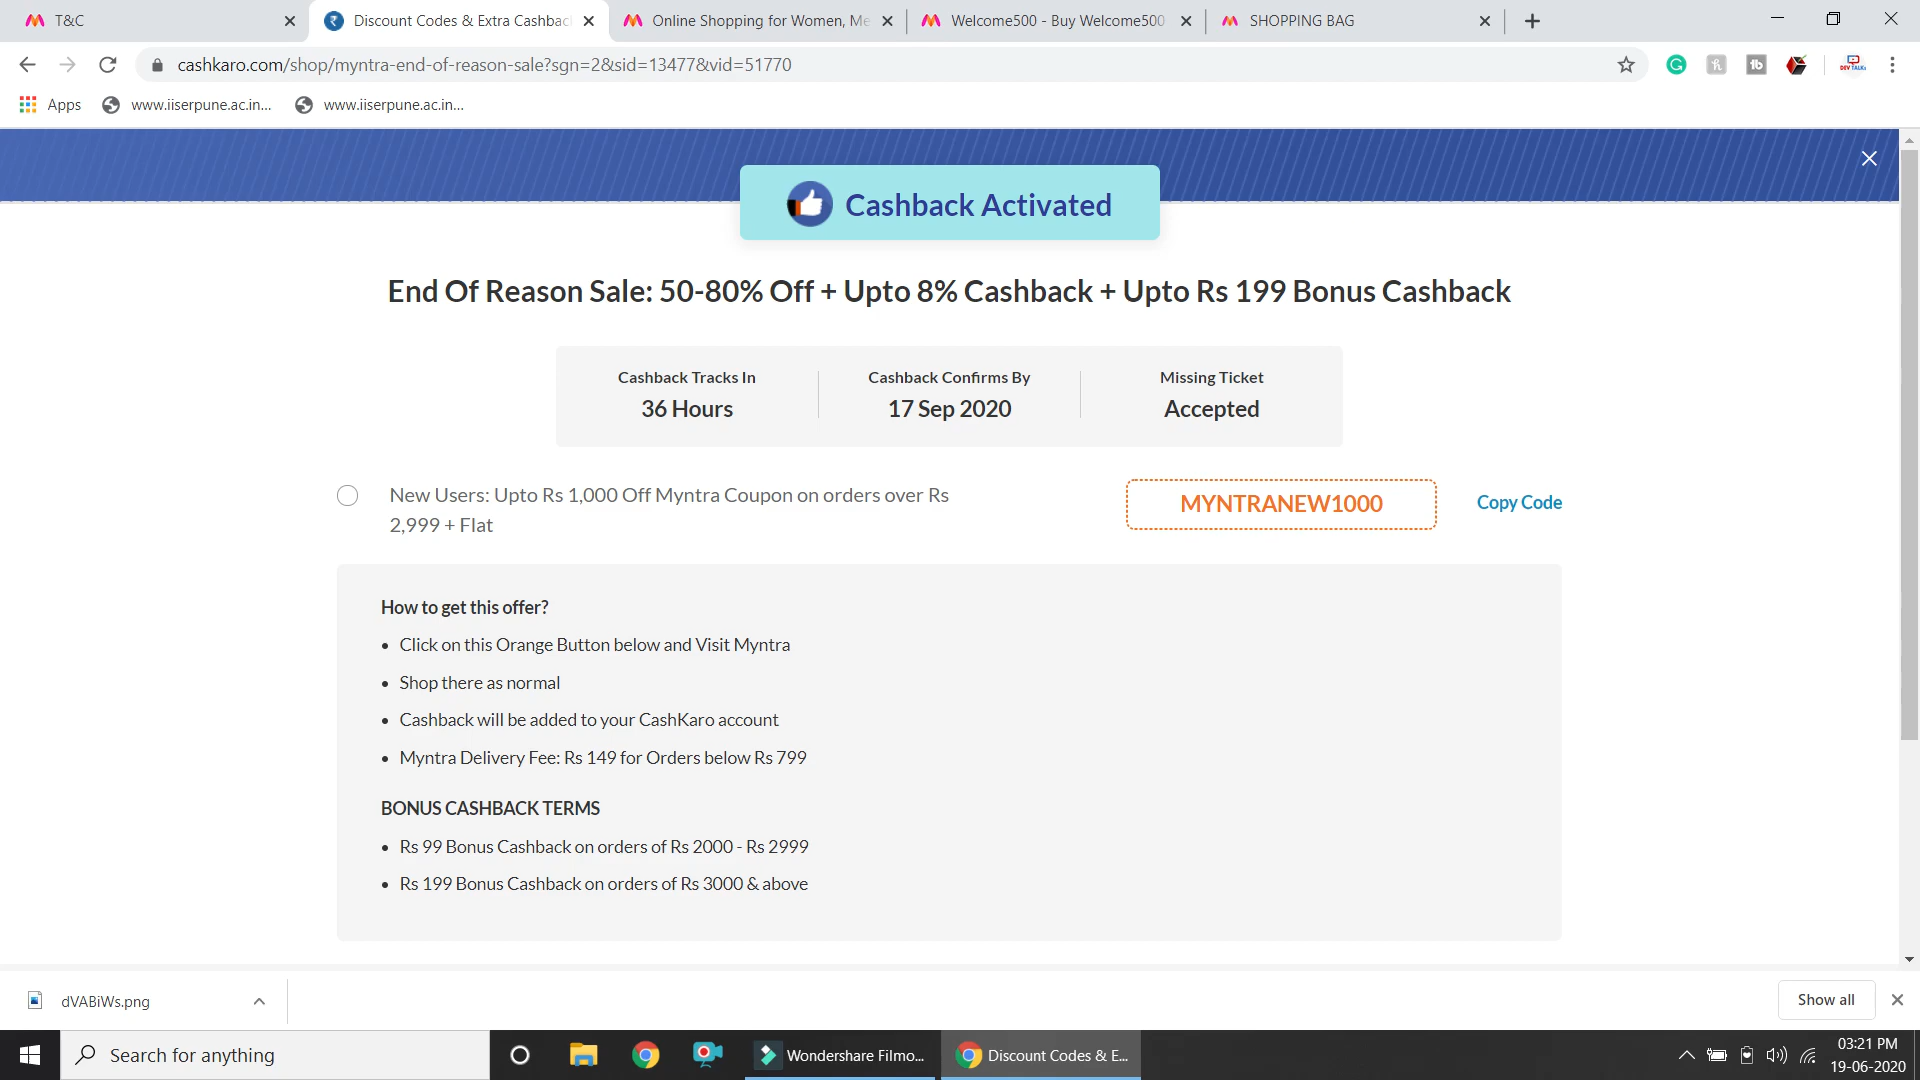 T&C
Discount Codes & Extra Cashbac
Online Shopping for Women, Me
Welcome500 - Buy Welcome500
SHOPPING BAG
cashkaro.com/shop/myntra-end-of-reason-sale?sgn=2&sid=13477&vid=51770
Apps
www.iiserpune.ac.in...
www.iiserpune.ac.in...
Cashback Activated
End Of Reason Sale: 50-80% Off + Upto 8% Cashback + Upto Rs 199 Bonus Cashback
Cashback Tracks In
36 Hours
Cashback Confirms By
17 Sep 2020
Missing Ticket
Accepted
New Users: Upto Rs 1,000 Off Myntra Coupon on orders over Rs
2,999 + Flat
MYNTRANEW1000
Copy Code
How to get this offer?
• Click on this Orange Button below and Visit Myntra
• Shop there as normal
• Cashback will be added to your CashKaro account
• Myntra Delivery Fee: Rs 149 for Orders below Rs 799
BONUS CASHBACK TERMS
• Rs 99 Bonus Cashback on orders of Rs 2000 - Rs 2999
• Rs 199 Bonus Cashback on orders of Rs 3000 & above
dVABiWs.png
Show all
Search for anything
Wondershare Filmo...
Discount Codes & E...
03:21 PM
19-06-2020